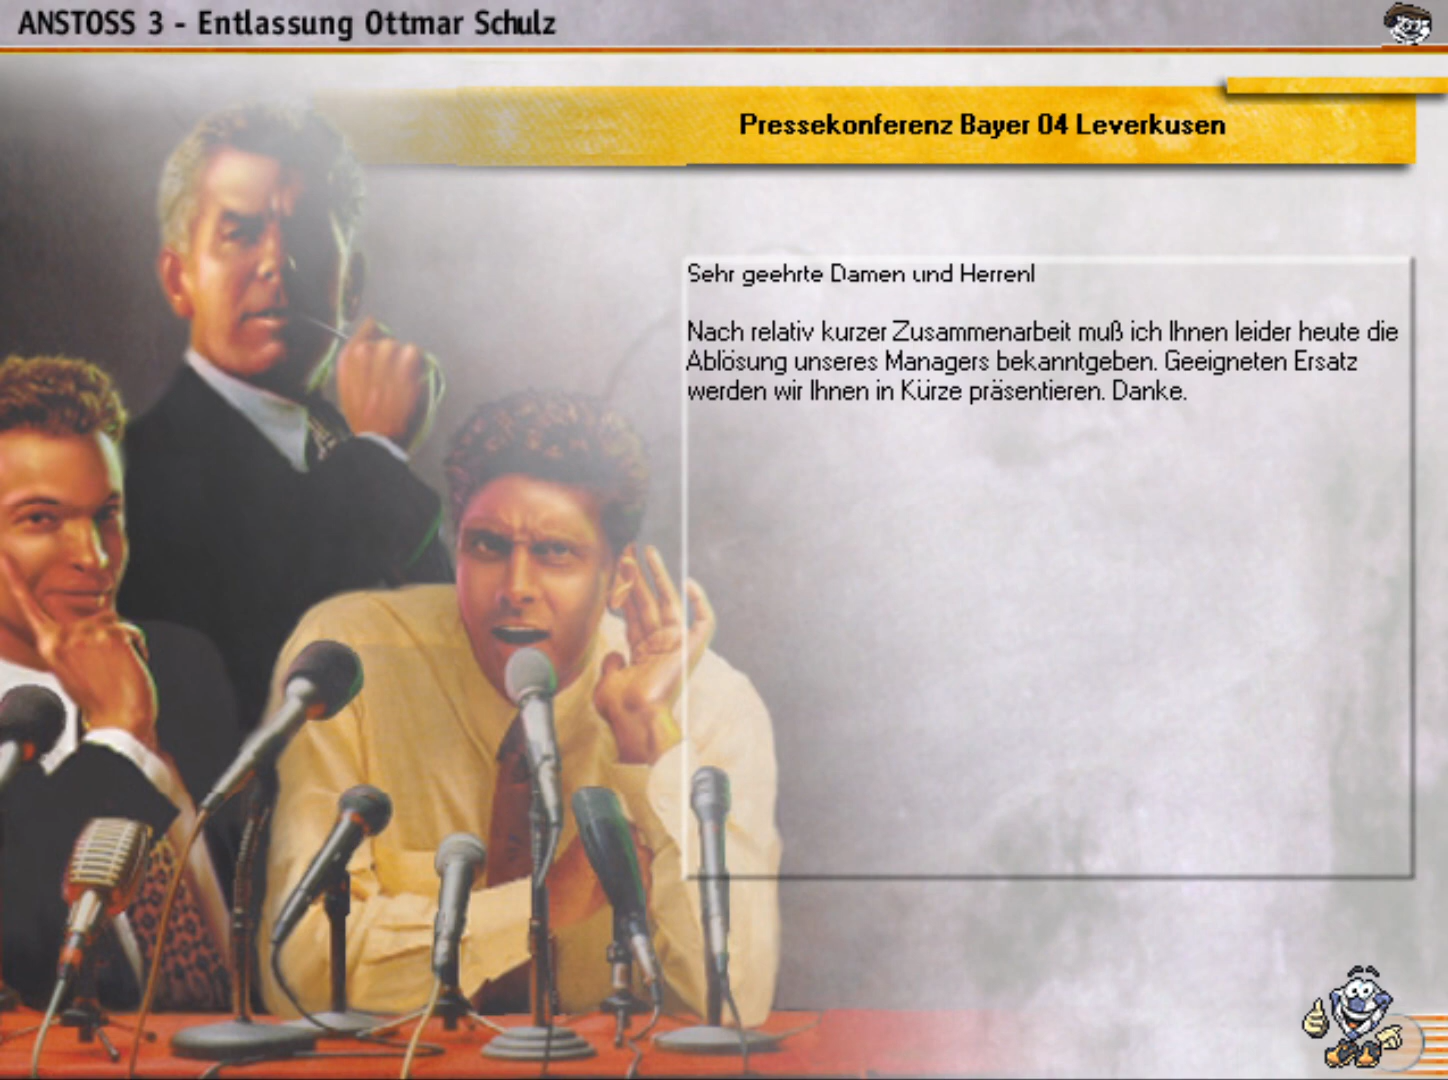 ANSTOSS 3 - Entlassung Ottmar Schulz
Pressekonferenz Bayer 04 Leverkusen
Sehr geehrte Damen und Herren!
Nach relativ kurzer Zusammenarbeit muß ich Ihnen leider heute die
Ablösung unseres Managers bekanntgeben. Geeigneten Ersatz
werden wir Ihnen in Kürze präsentieren. Danke.